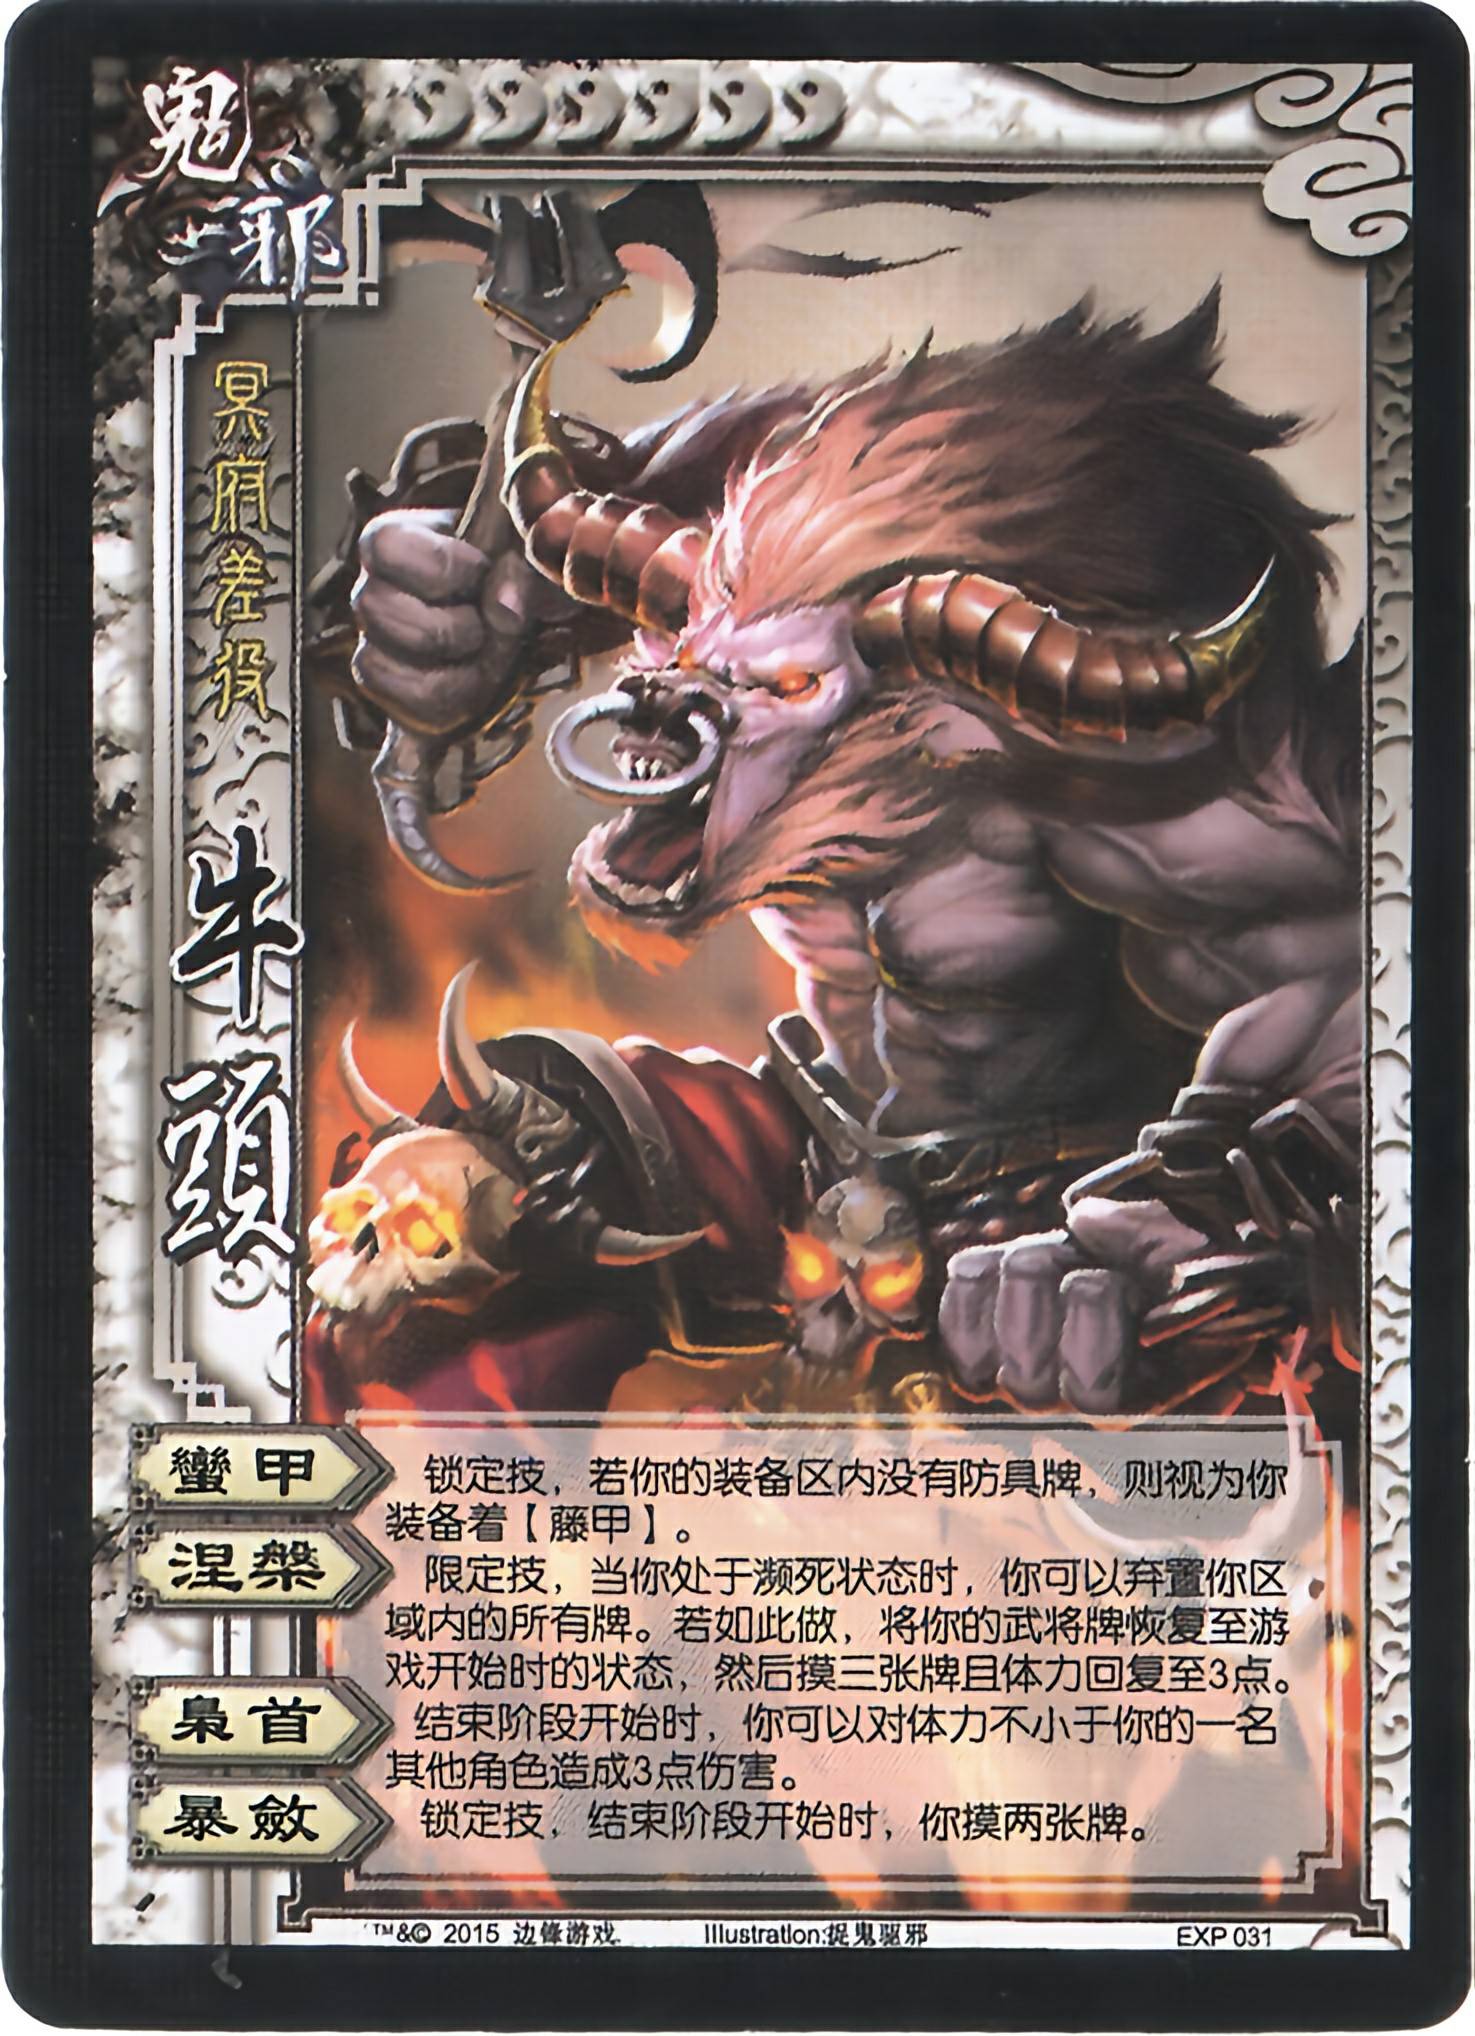 鬼
邪
冥府差役
牛頭
蠻甲
锁定技，若你的装备区内没有防具牌，则视为你
装备着【藤甲】。
涅槃
限定技，当你处于濒死状态时，你可以弃置你区
域内的所有牌。若如此做，将你的武将牌恢复至游
戏开始时的状态，然后摸三张牌且体力回复至3点。
梟首
结束阶段开始时，你可以对体力不小于你的一名
其他角色造成3点伤害。
暴斂
锁定技，结束阶段开始时，你摸两张牌。
™&© 2015 边锋游戏
Illustration:捉鬼驱邪
EXP 031